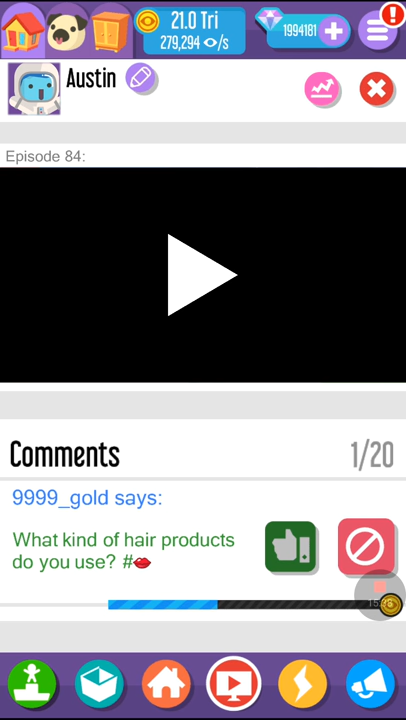 21.0 Tri
279,294 /s
1994181
!
Austin
Episode 84:
Comments
1/20
9999_gold says:
What kind of hair products
do you use? #